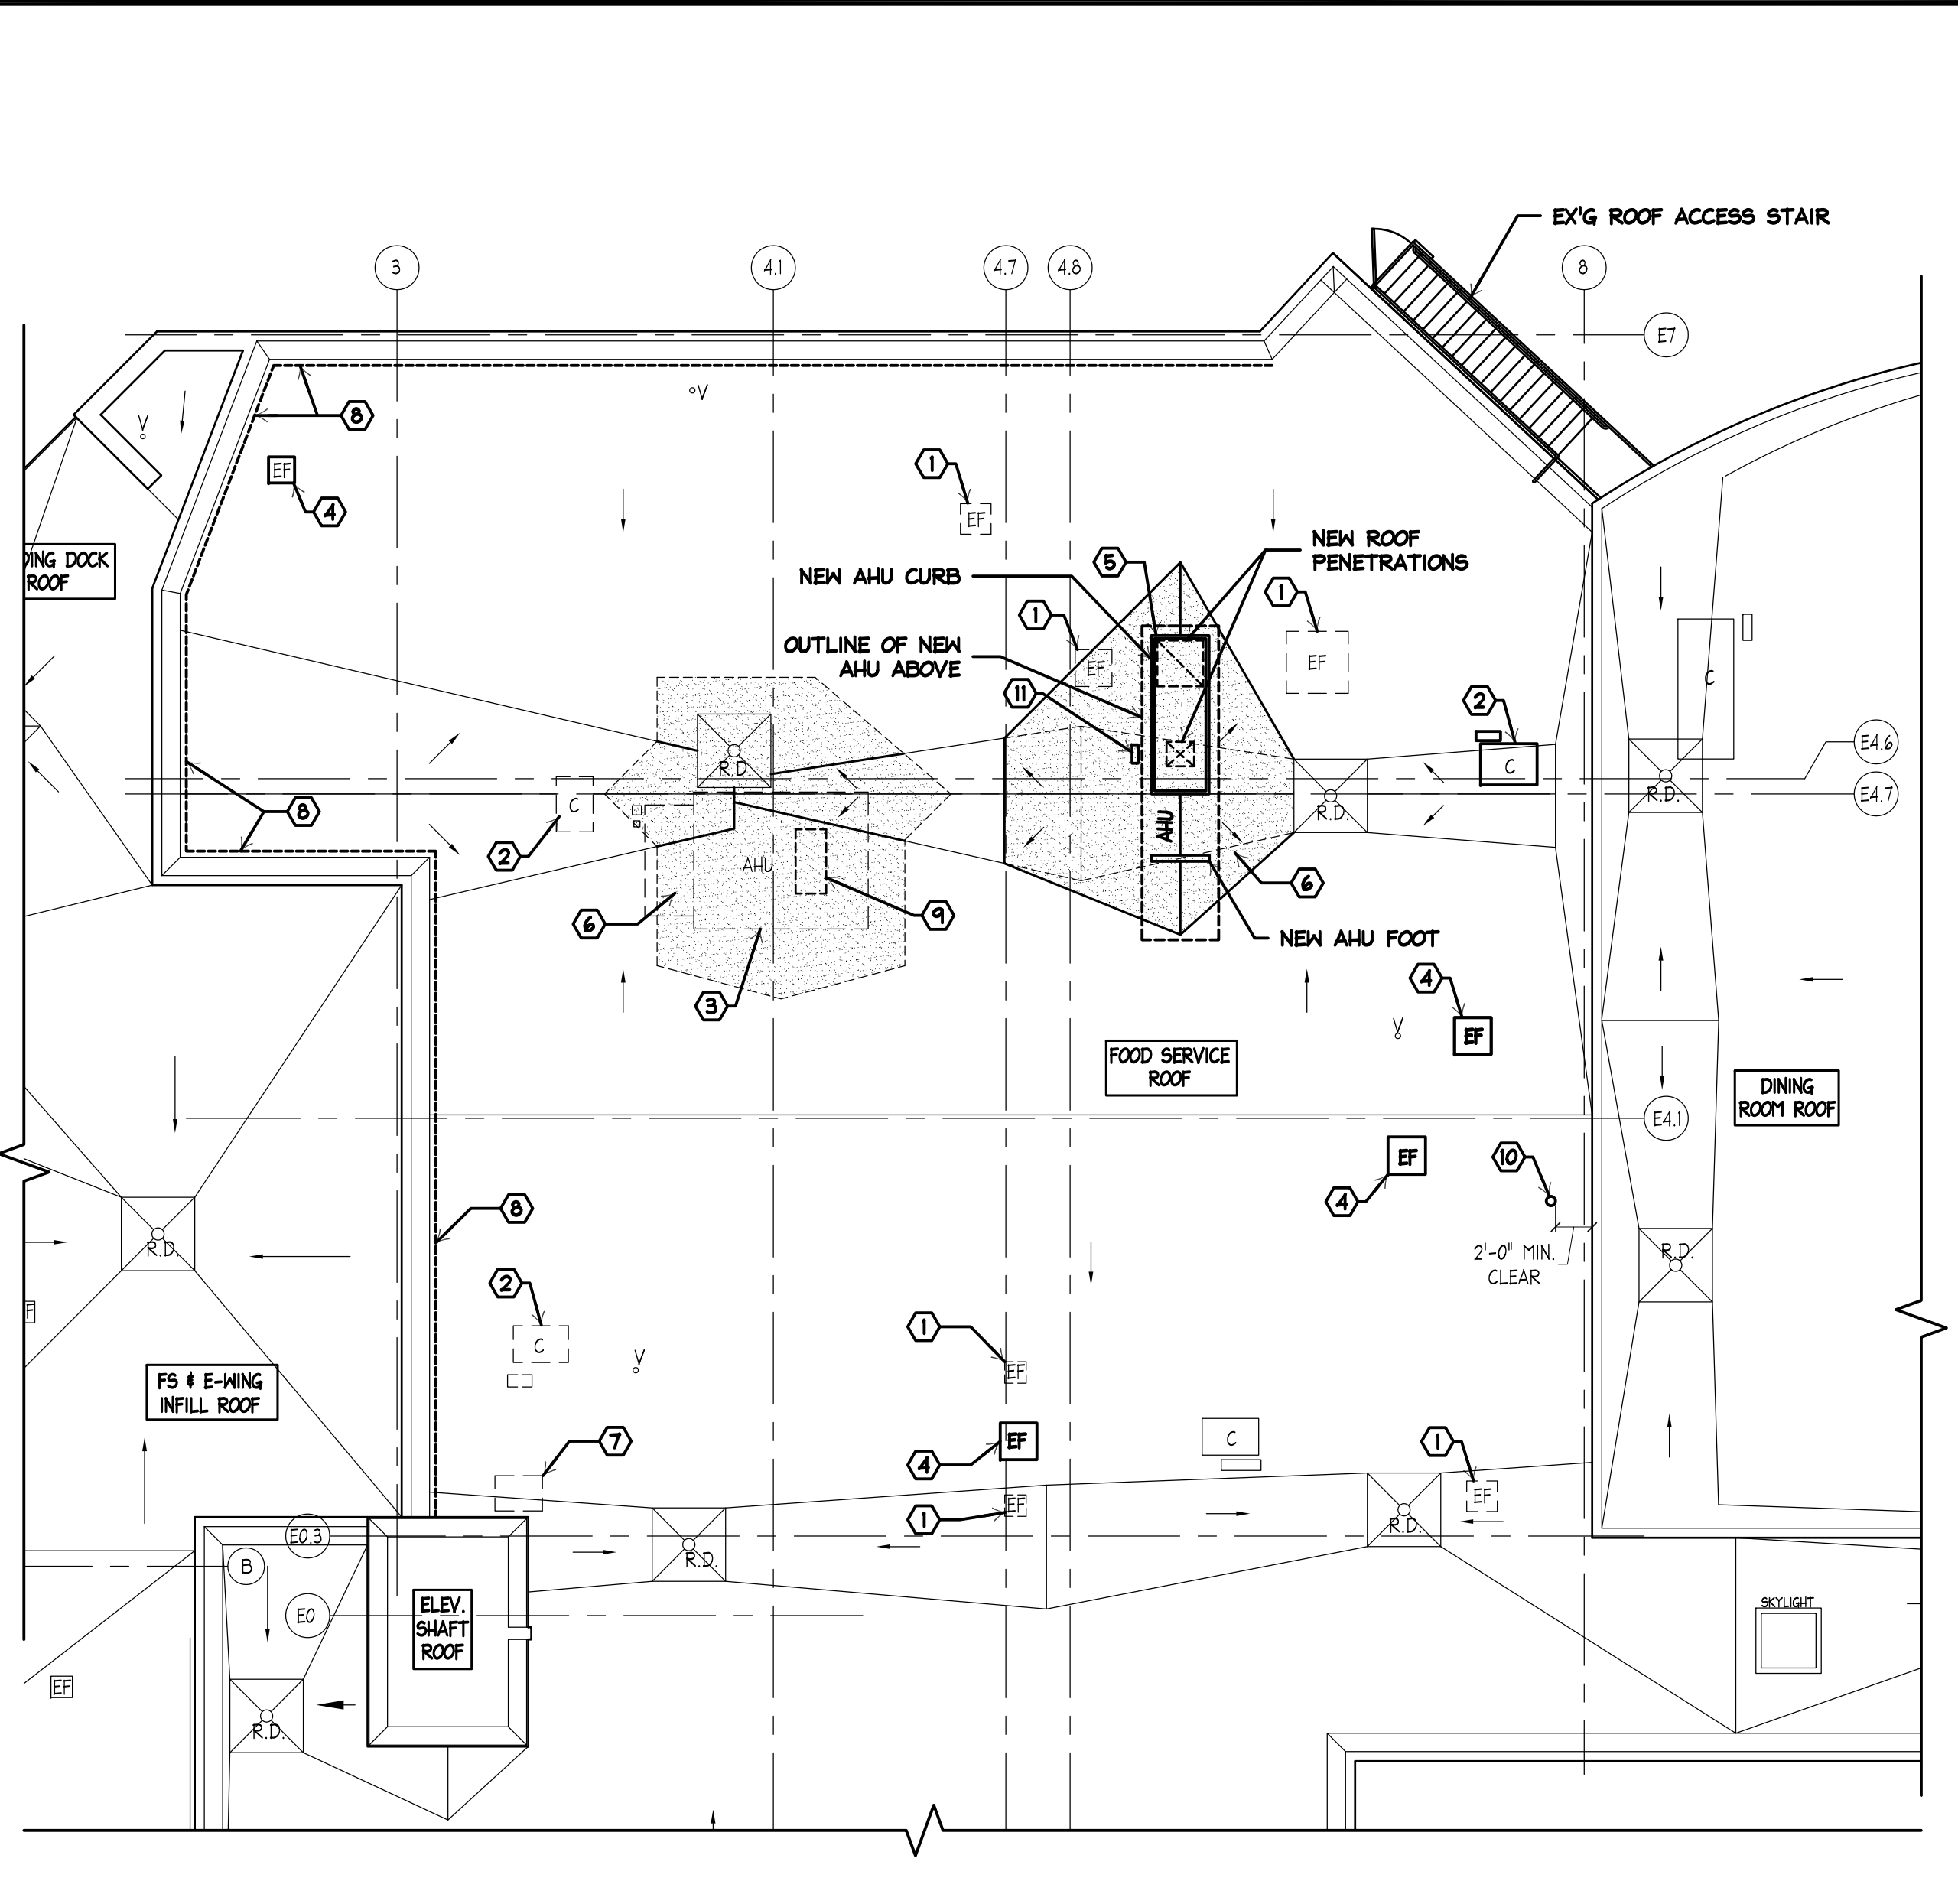 EX'G ROOF ACCESS STAIR
3
4.1
4.7
4.8
8
E7
V
8
V
EF
4
1
EF
NEW ROOF
PENETRATIONS
5
NEW AHU CURB
1
1
EF
EF
OUTLINE OF NEW
AHU ABOVE
11
DING DOCK
ROOF
C
2
C
E4.6
E4.7
R.D.
R.D.
R.D.
8
C
2
AHU
AHU
6
9
6
3
NEW AHU FOOT
4
EF
V
FOOD SERVICE
ROOF
DINING
ROOM ROOF
E4.1
EF
4
10
2'-0" MIN.
CLEAR
R.D.
R.D.
8
2
C
V
F
FS & E-WING
INFILL ROOF
1
EF
7
4
EF
C
1
EF
1
EF
R.D.
R.D.
E0.3
B
E0
ELEV.
SHAFT
ROOF
EF
R.D.
SKYLIGHT